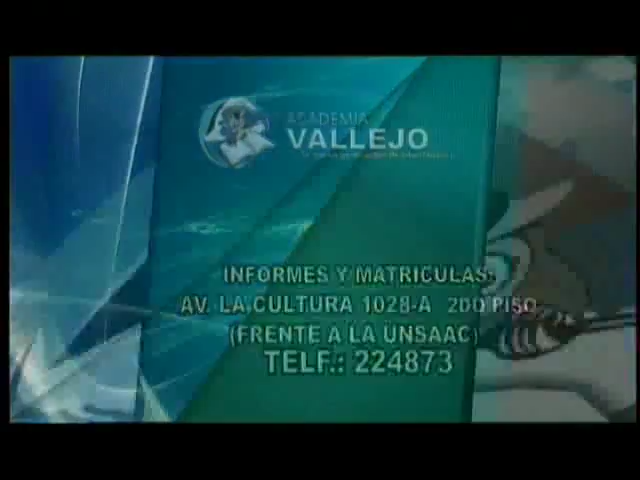 ACADEMIA
VALLEJO
INFORMES Y MATRICULAS:
AV. LA CULTURA 1028-A 2DO PISO
(FRENTE A LA UNSAAC)
TELF.: 224873